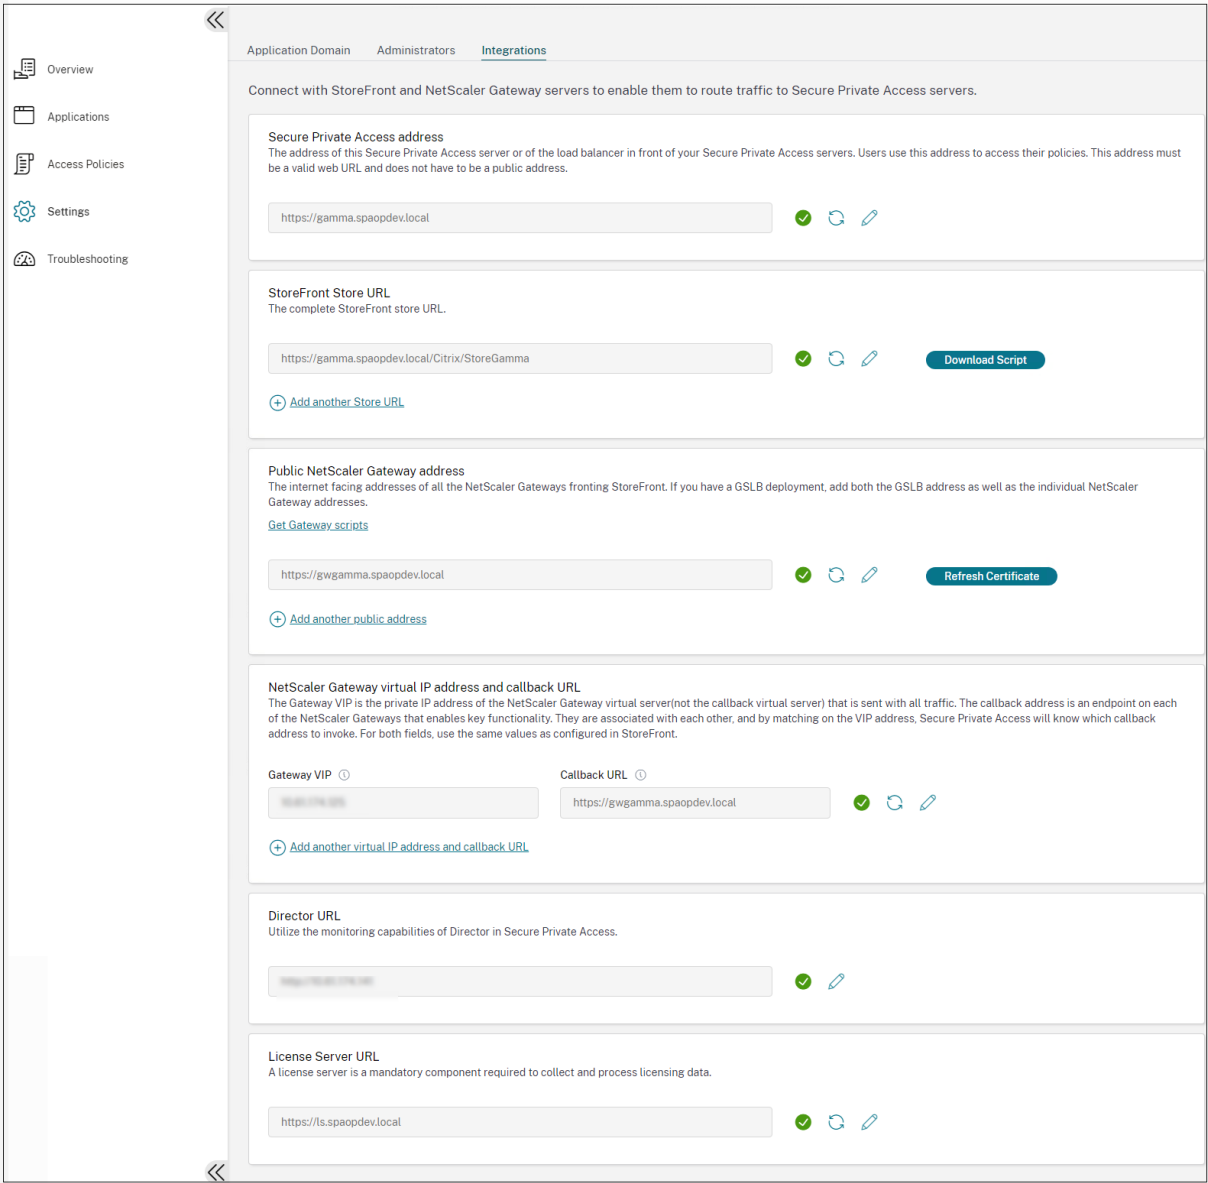 Overview
Applications
Access Policies
Settings
Troubleshooting
Application Domain Administrators Integrations
Connect with StoreFront and NetScaler Gateway servers to enable them to route traffic to Secure Private Access servers.
Secure Private Access address
The address of this Secure Private Access server or of the load balancer in front of your Secure Private Access servers. Users use this address to access their policies. This address must
be a valid web URL and does not have to be a public address.
https://gamma.spaopdev.local
StoreFront Store URL
The complete StoreFront store URL.
https://gamma.spaopdev.local/Citrix/StoreGamma
Download Script
Add another Store URL
Public NetScaler Gateway address
The internet facing addresses of all the NetScaler Gateways fronting StoreFront. If you have a GSLB deployment, add both the GSLB address as well as the individual NetScaler
Gateway addresses.
Get Gateway scripts
https://gwgamma.spaopdev.local
Refresh Certificate
Add another public address
NetScaler Gateway virtual IP address and callback URL
The Gateway VIP is the private IP address of the NetScaler Gateway virtual server(not the callback virtual server) that is sent with all traffic. The callback address is an endpoint on each
of the NetScaler Gateways that enables key functionality. They are associated with each other, and by matching on the VIP address, Secure Private Access will know which callback
address to invoke. For both fields, use the same values as configured in StoreFront.
Gateway VIP Callback URL
https://gwgamma.spaopdev.local
Add another virtual IP address and callback URL
Director URL
Utilize the monitoring capabilities of Director in Secure Private Access.
License Server URL
A license server is a mandatory component required to collect and process licensing data.
https://ls.spaopdev.local